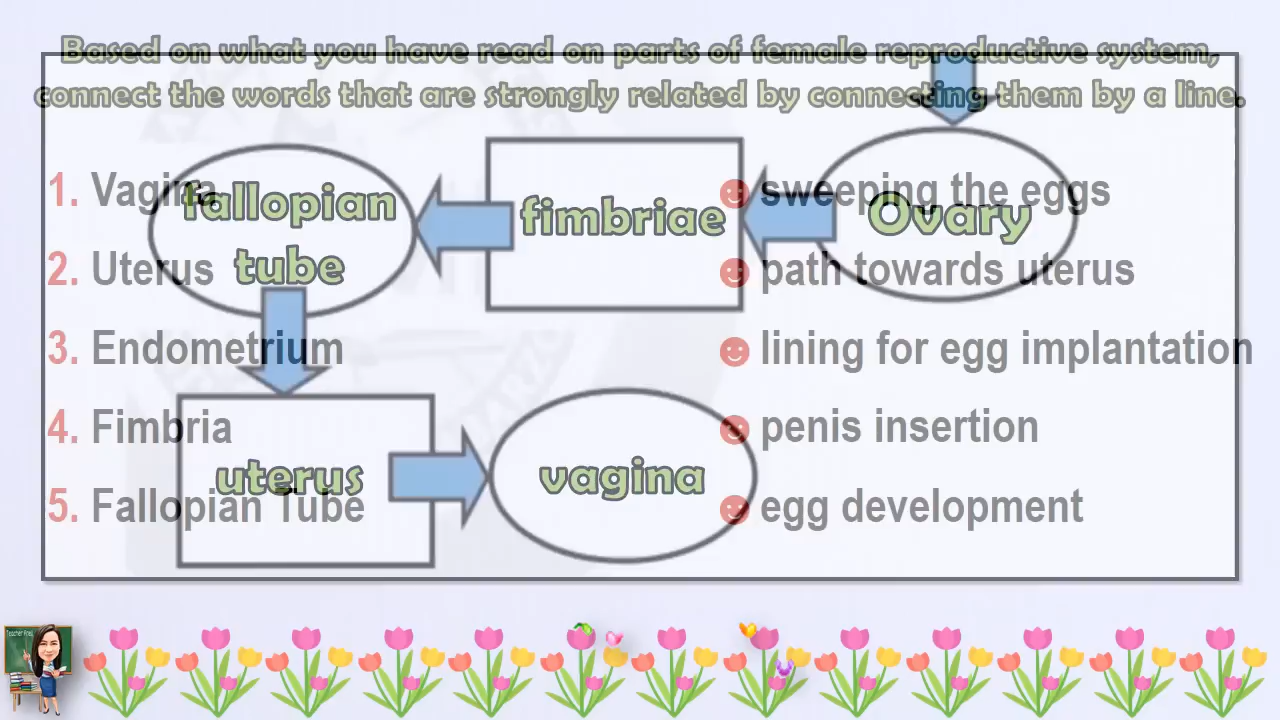 Based on what you have read on parts of female reproductive system,
connect the words that are strongly related by connecting them by a line.
1. Vagina
2. Uterus
3. Endometrium
4. Fimbria
5. Fallopian Tube
sweeping the eggs
path towards uterus
lining for egg implantation
penis insertion
egg development
Ovary
fimbriae
fallopian
tube
uterus
vagina